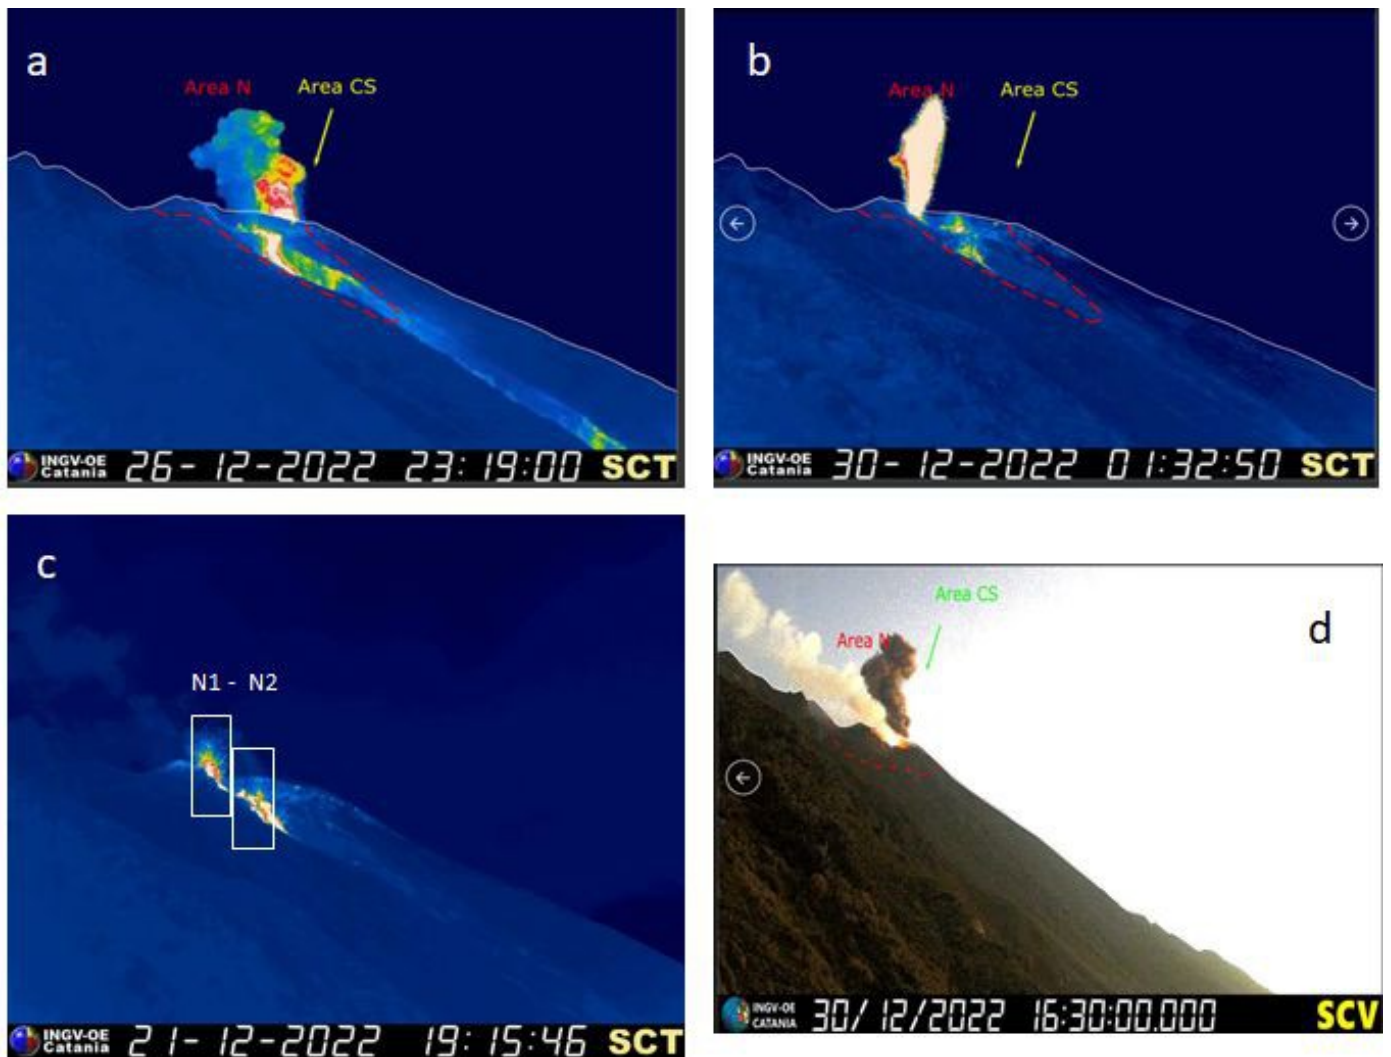 a
Area N
Area CS
INGV-OE
Catania
26-12-2022 23:19:00 SCT
b
Area N
Area CS
INGV-OE
Catania
30-12-2022 01:32:50 SCT
c
N1 - N2
INGV-OE
Catania
21-12-2022 19:15:46 SCT
d
Area CS
Area N
INGV-OE
CATANIA
30/12/2022 16:30:00.000 SCV